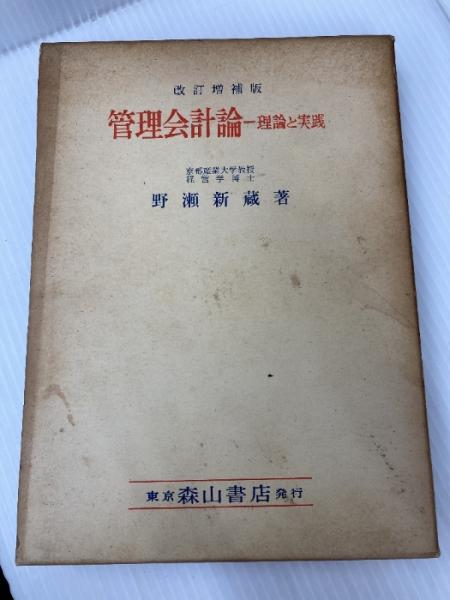 改訂増補版
管理会計論―理論と実践
京都産業大学教授
経営学博士
野瀬新蔵著
東京 森山書店 発行